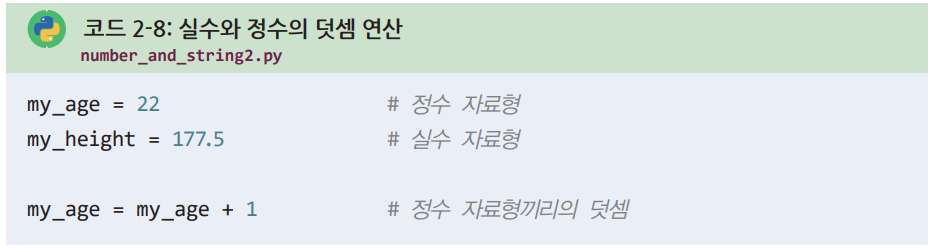 코드 2-8: 실수와 정수의 덧셈 연산
number_and_string2.py
my_age = 22 # 정수 자료형
my_height = 177.5 # 실수 자료형
my_age = my_age + 1 # 정수 자료형끼리의 덧셈